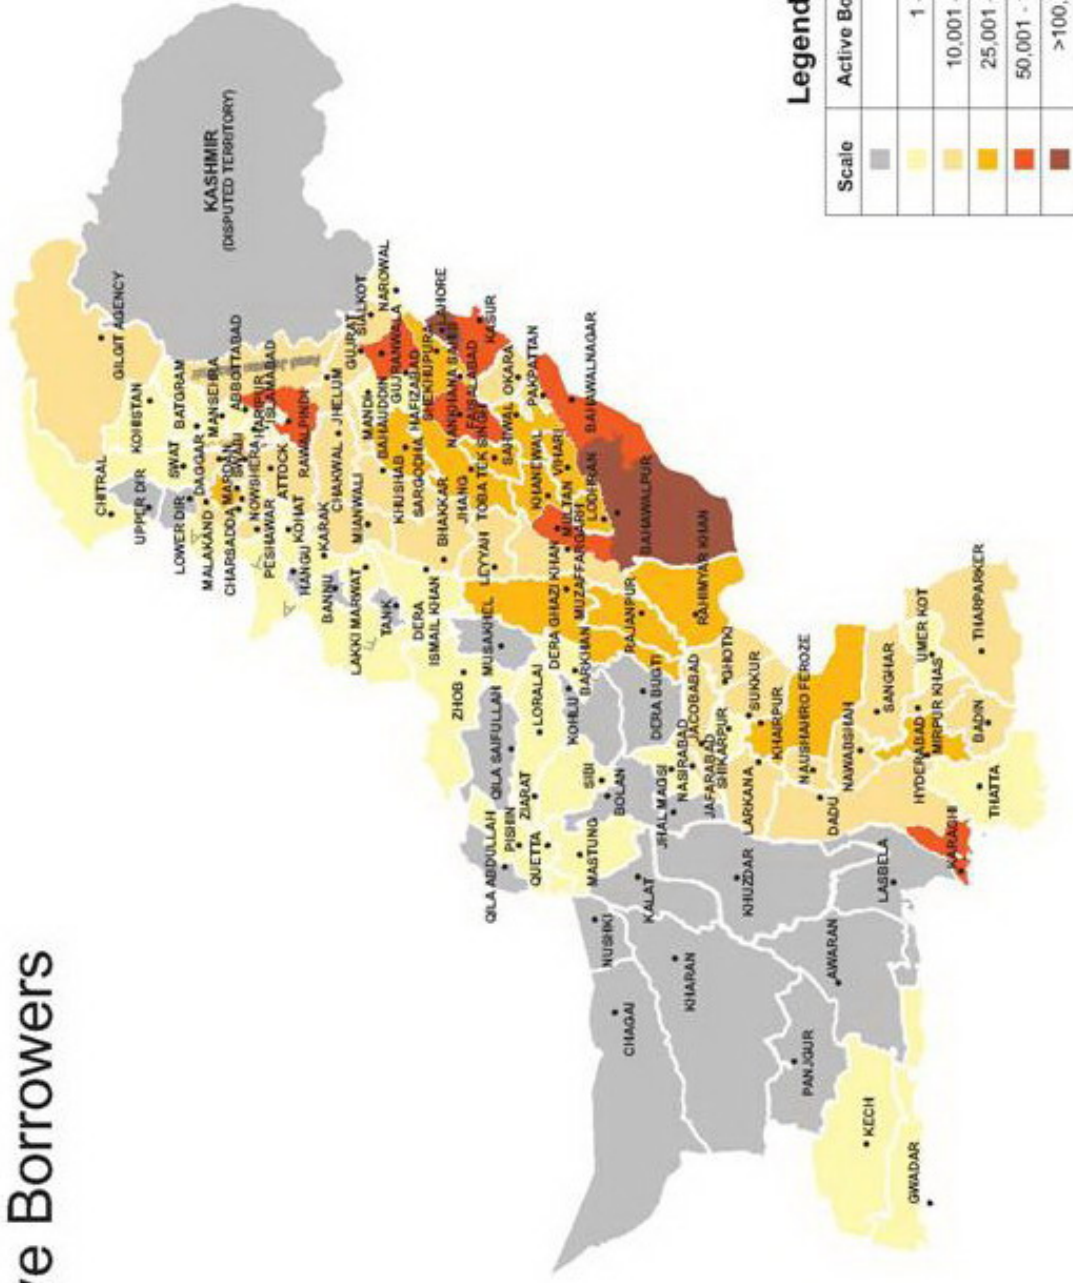 ve Borrowers
Legend
Scale
Active Bo
1 -
10,001 -
25,001 -
50,001 - 1
>100,
KASHMIR
(DISPUTED TERRITORY)
GILGIT AGENCY
CHITRAL
KOHISTAN
UPPER DIR
SWAT
BATGRAM
LOWER DIR
DAGGAR
MANSEHRA
ABBOTTABAD
MALAKAND
MARDAN
SWABI
HARIPUR
ISLAMABAD
CHARSADDA
NOWSHERA
PESHAWAR
ATTOCK
RAWALPINDI
KOHAT
HANGU
KARAK
CHAKWAL
JHELUM
BANNU
MIANWALI
LAKKI MARWAT
TANK
DERA
ISMAIL KHAN
GUJRAT
SIALKOT
NAROWAL
MANDI
BAHAUDDIN
GUJRANWALA
HAFIZABAD
KHUSHAB
SARGODHA
SHEKHUPURA
LAHORE
NANKHANA SAHIB
KASUR
FAISALABAD
BHAKKAR
JHANG
TOBA TEK SINGH
OKARA
SAHIWAL
PAKPATTAN
LEYYAH
KHANEWAL
VIHARI
BAHAWALNAGAR
MULTAN
LODHRAN
MUZAFFARGARH
DERA GHAZI KHAN
BAHAWALPUR
RAJANPUR
RAHIMYAR KHAN
ZHOB
MUSAKHEL
QILA SAIFULLAH
LORALAI
BARKHAN
KOHLU
DERA BUGTI
QILA ABDULLAH
PISHIN
ZIARAT
QUETTA
SIBI
BOLAN
MASTUNG
JHAL MAGSI
NASIRABAD
JAFARABAD
JACOBABAD
SHIKARPUR
GHOTKI
SUKKUR
LARKANA
KHAIRPUR
NAUSHAHRO FEROZE
NAWABSHAH
DADU
SANGHAR
UMER KOT
THARPARKER
MIRPUR KHAS
HYDERABAD
BADIN
THATTA
KARACHI
NUSHKI
KALAT
KHUZDAR
LASBELA
CHAGAI
KHARAN
AWARAN
PANJGUR
KECH
GWADAR